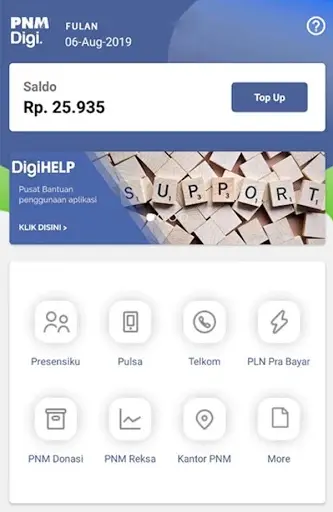 PNM
Digi.
FULAN
06-Aug-2019
?
Saldo
Rp. 25.935
Top Up
DigiHELP
Pusat Bantuan
penggunaan aplikasi
KLIK DISINI >
SUPPORT
Presensiku
Pulsa
Telkom
PLN Pra Bayar
PNM Donasi
PNM Reksa
Kantor PNM
More